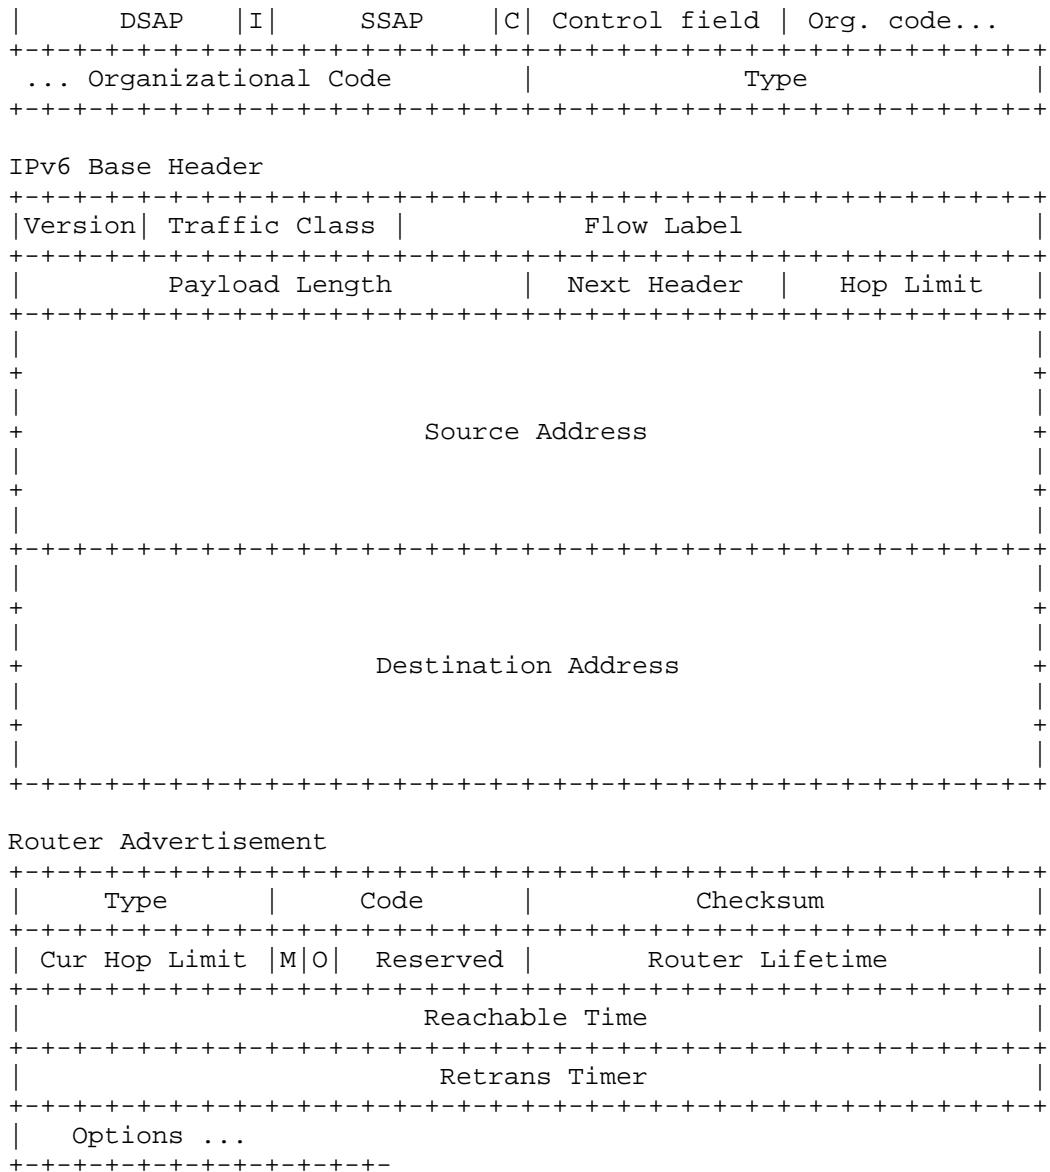 |      DSAP   |I|     SSAP    |C| Control field | Org. code...
+-+-+-+-+-+-+-+-+-+-+-+-+-+-+-+-+-+-+-+-+-+-+-+-+-+-+-+-+-+-+-+-+
 ... Organizational Code        |             Type              |
+-+-+-+-+-+-+-+-+-+-+-+-+-+-+-+-+-+-+-+-+-+-+-+-+-+-+-+-+-+-+-+-+
IPv6 Base Header
+-+-+-+-+-+-+-+-+-+-+-+-+-+-+-+-+-+-+-+-+-+-+-+-+-+-+-+-+-+-+-+-+
|Version| Traffic Class |           Flow Label                  |
+-+-+-+-+-+-+-+-+-+-+-+-+-+-+-+-+-+-+-+-+-+-+-+-+-+-+-+-+-+-+-+-+
|         Payload Length        |  Next Header  |   Hop Limit   |
+-+-+-+-+-+-+-+-+-+-+-+-+-+-+-+-+-+-+-+-+-+-+-+-+-+-+-+-+-+-+-+-+
|                                                               |
+                                                               +
|                                                               |
+                         Source Address                        +
|                                                               |
+                                                               +
|                                                               |
+-+-+-+-+-+-+-+-+-+-+-+-+-+-+-+-+-+-+-+-+-+-+-+-+-+-+-+-+-+-+-+-+
|                                                               |
+                                                               +
|                                                               |
+                      Destination Address                      +
|                                                               |
+                                                               +
|                                                               |
+-+-+-+-+-+-+-+-+-+-+-+-+-+-+-+-+-+-+-+-+-+-+-+-+-+-+-+-+-+-+-+-+
Router Advertisement
+-+-+-+-+-+-+-+-+-+-+-+-+-+-+-+-+-+-+-+-+-+-+-+-+-+-+-+-+-+-+-+-+
|     Type      |     Code      |          Checksum             |
+-+-+-+-+-+-+-+-+-+-+-+-+-+-+-+-+-+-+-+-+-+-+-+-+-+-+-+-+-+-+-+-+
| Cur Hop Limit |M|O|  Reserved |       Router Lifetime         |
+-+-+-+-+-+-+-+-+-+-+-+-+-+-+-+-+-+-+-+-+-+-+-+-+-+-+-+-+-+-+-+-+
|                         Reachable Time                        |
+-+-+-+-+-+-+-+-+-+-+-+-+-+-+-+-+-+-+-+-+-+-+-+-+-+-+-+-+-+-+-+-+
|                          Retrans Timer                        |
+-+-+-+-+-+-+-+-+-+-+-+-+-+-+-+-+-+-+-+-+-+-+-+-+-+-+-+-+-+-+-+-+
|   Options ...
+-+-+-+-+-+-+-+-+-+-+-+-